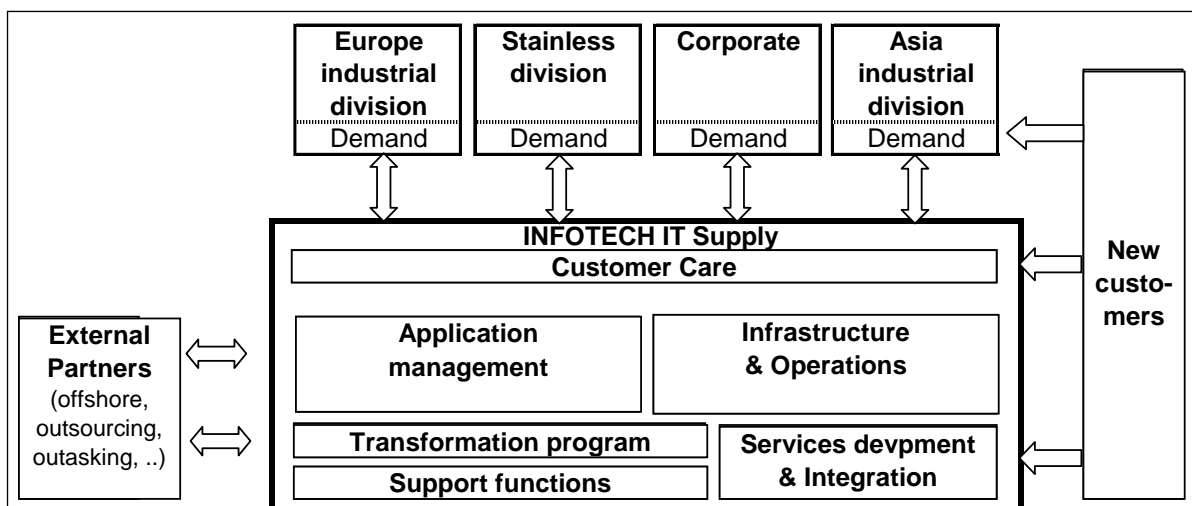 Europe
industrial
division
Demand
Stainless
division
Demand
Corporate
Demand
Asia
industrial
division
Demand
INFOTECH IT Supply
Customer Care
Application
management
Infrastructure
& Operations
Transformation program
Support functions
Services devpment
& Integration
External
Partners
(offshore,
outsourcing,
outasking, ..)
New
custo-
mers